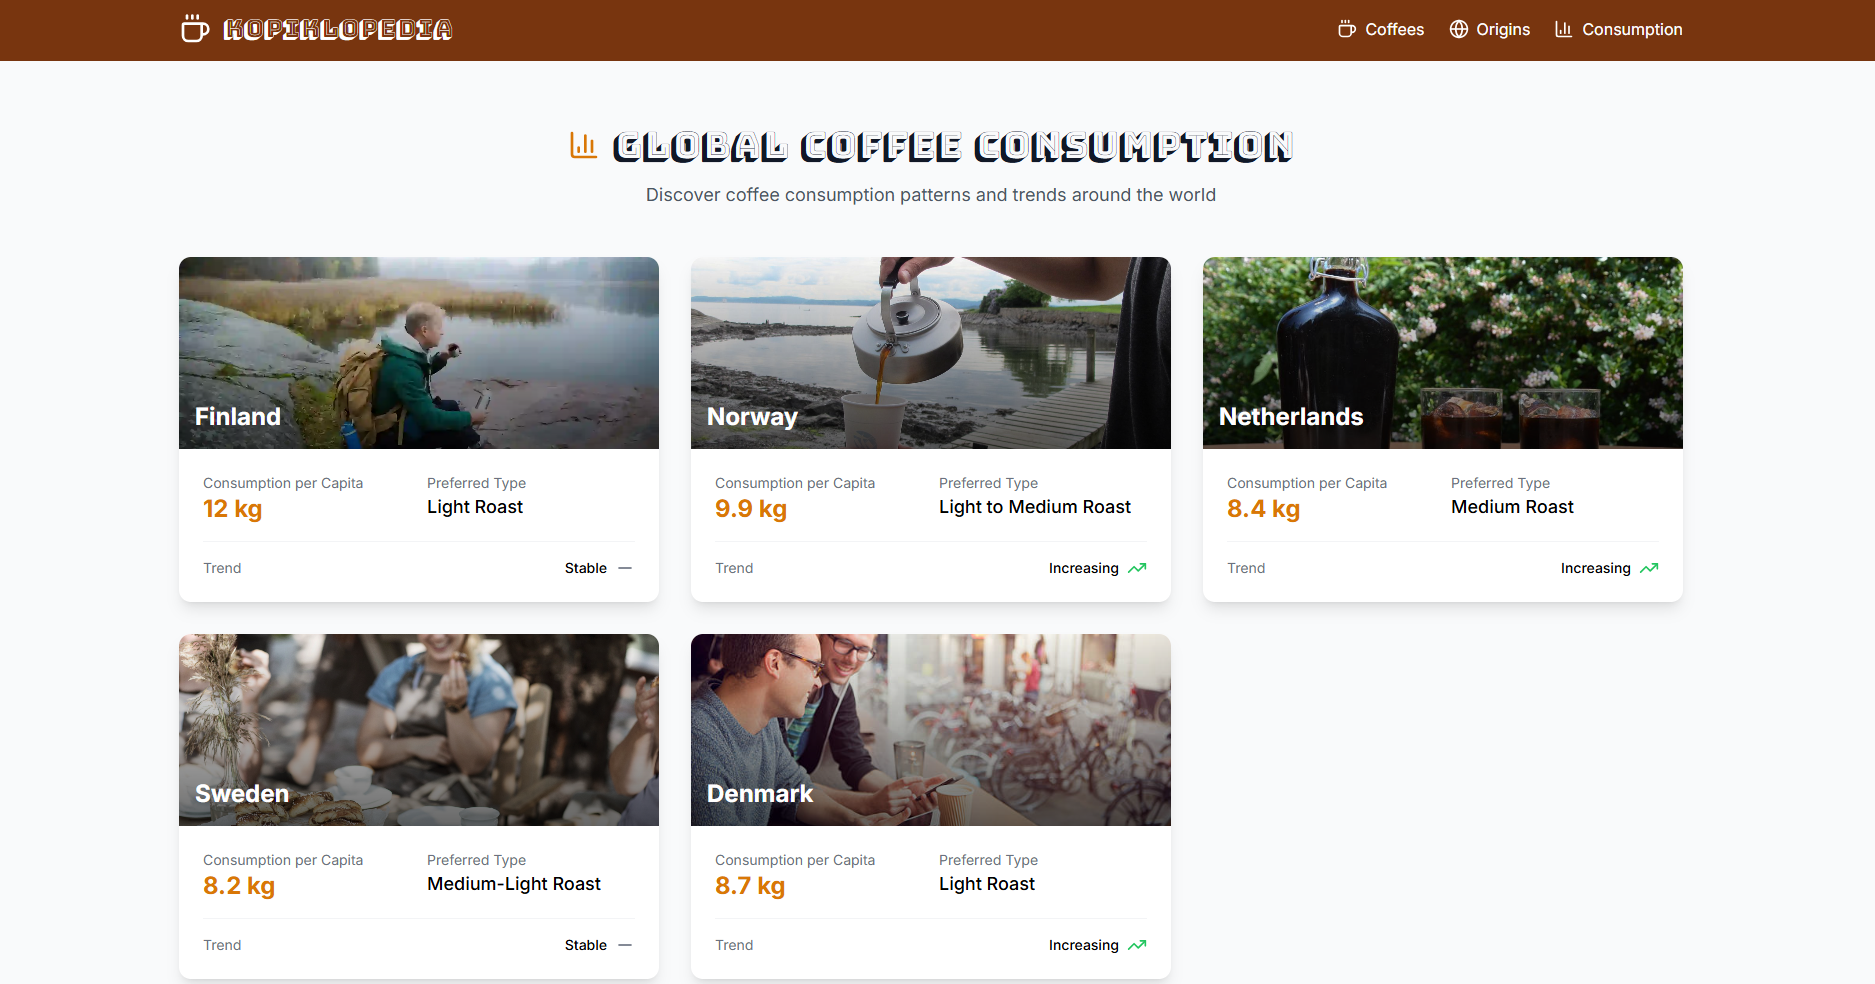 KOPIKLOPEDIA
Coffees
Origins
Consumption
GLOBAL COFFEE CONSUMPTION
Discover coffee consumption patterns and trends around the world
Finland
Consumption per Capita
12 kg
Preferred Type
Light Roast
Trend
Stable
Norway
Consumption per Capita
9.9 kg
Preferred Type
Light to Medium Roast
Trend
Increasing
Netherlands
Consumption per Capita
8.4 kg
Preferred Type
Medium Roast
Trend
Increasing
Sweden
Consumption per Capita
8.2 kg
Preferred Type
Medium-Light Roast
Trend
Stable
Denmark
Consumption per Capita
8.7 kg
Preferred Type
Light Roast
Trend
Increasing